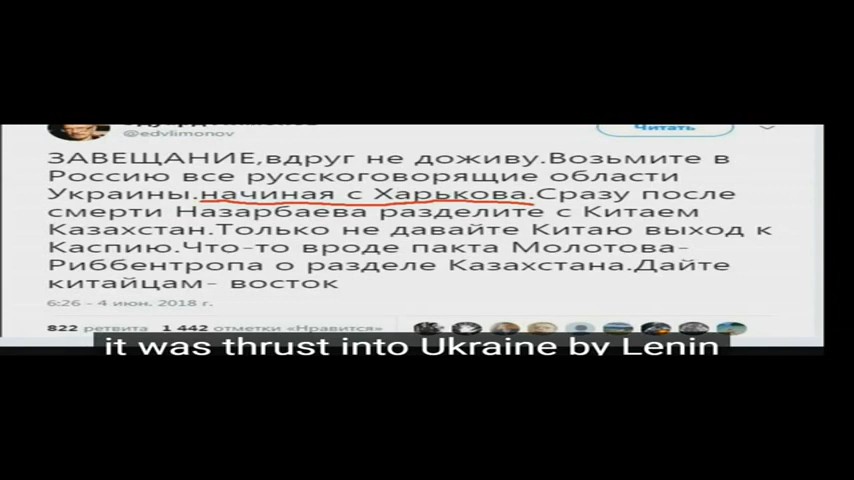 @edvlimonov
Читать
ЗАВЕЩАНИЕ,вдруг не доживу.Возьмите в
Россию все русскоговорящие области
Украины.начиная с Харькова.Сразу после
смерти Назарбаева разделите с Китаем
Казахстан.Только не давайте Китаю выход к
Каспию.Что-то вроде пакта Молотова-
Риббентропа о разделе Казахстана.Дайте
китайцам- восток
6:26 - 4 июн. 2018 г.
822 ретвита 1 442 отметки «Нравится»
it was thrust into Ukraine by Lenin